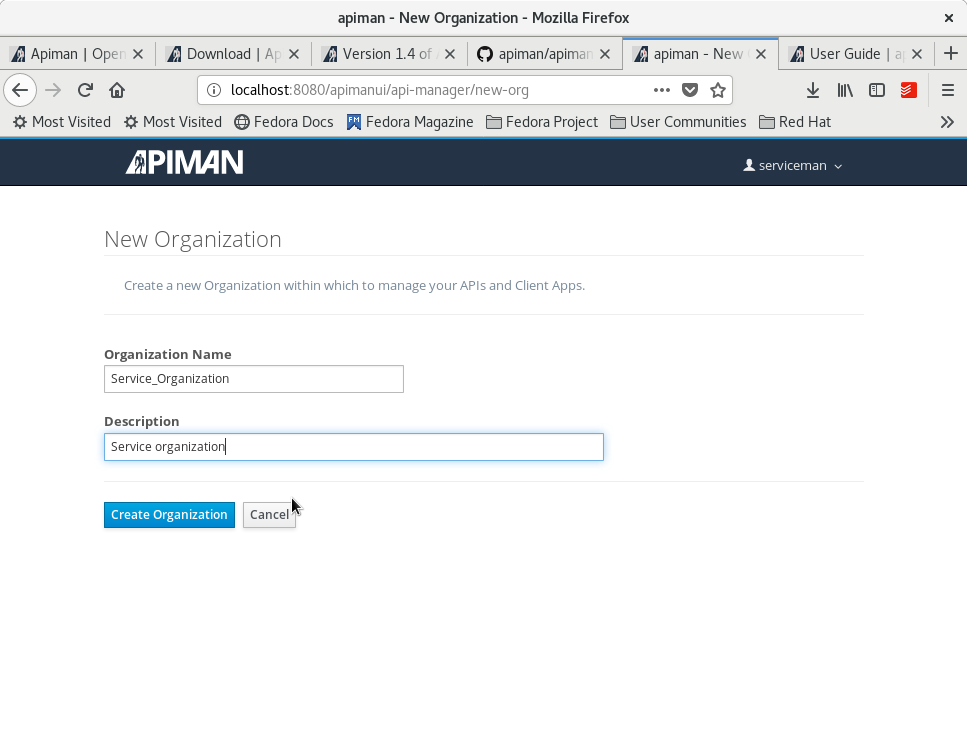 apiman - New Organization - Mozilla Firefox
Apiman | Open Download | Ap Version 1.4 of apiman/apiman apiman - New User Guide | a
localhost:8080/apimanui/api-manager/new-org
Most Visited Most Visited Fedora Docs Fedora Magazine Fedora Project User Communities Red Hat
APIMAN serviceman
New Organization
Create a new Organization within which to manage your APIs and Client Apps.
Organization Name
Service_Organization
Description
Service organization
Create Organization Cancel